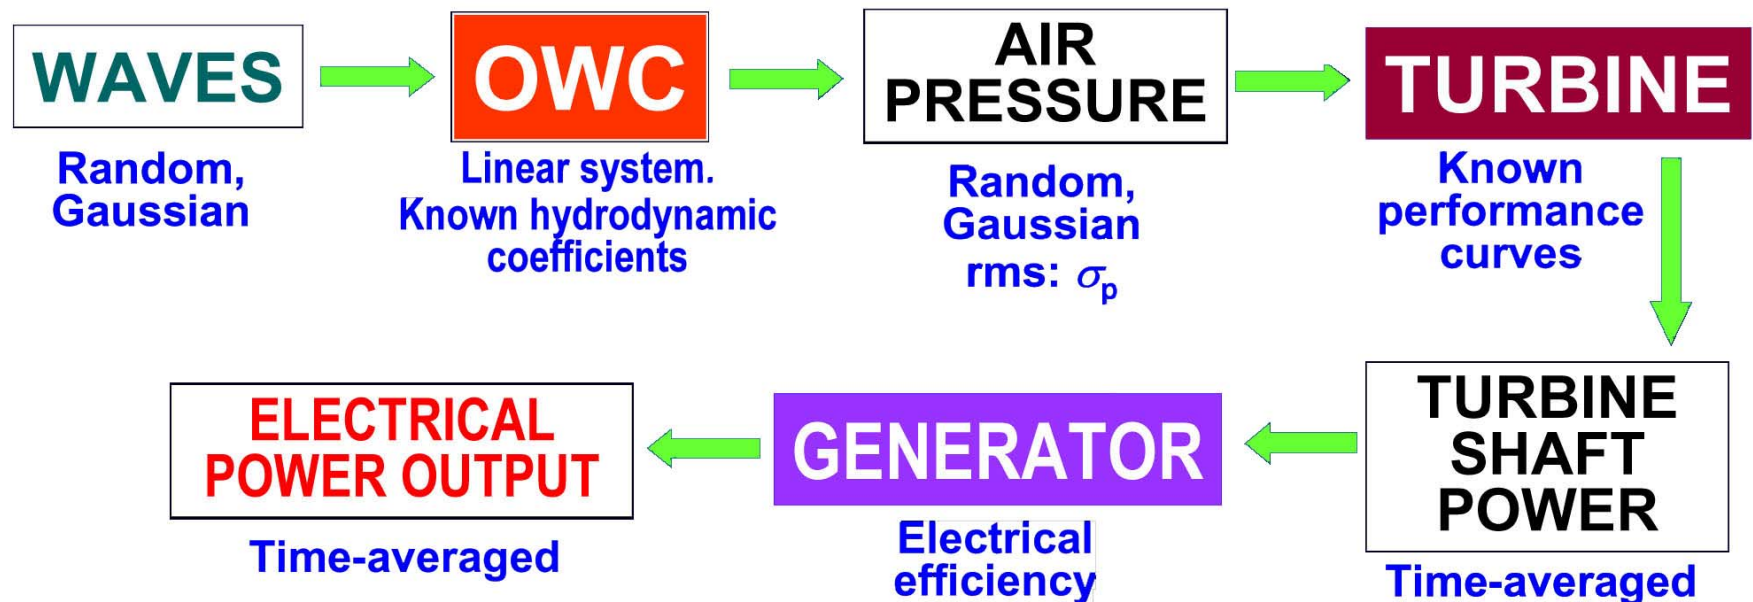 WAVES
Random,
Gaussian
OWC
Linear system.
Known hydrodynamic
coefficients
AIR
PRESSURE
Random,
Gaussian
rms: σp
TURBINE
Known
performance
curves
TURBINE
SHAFT
POWER
Time-averaged
GENERATOR
Electrical
efficiency
ELECTRICAL
POWER OUTPUT
Time-averaged